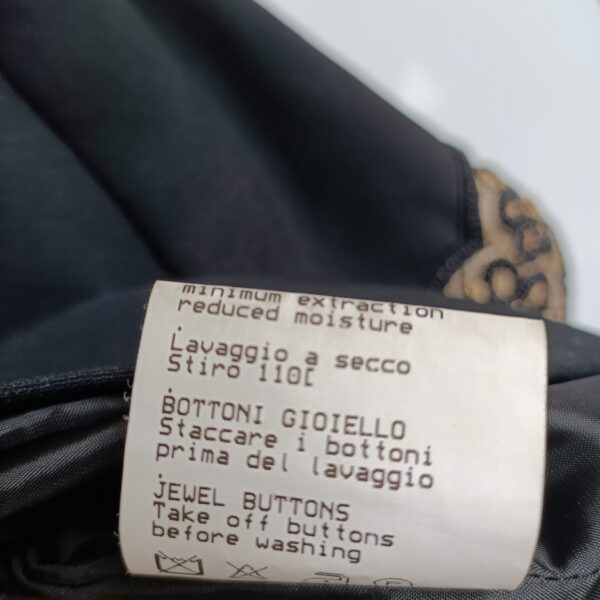 minimum extraction
reduced moisture
.
Lavaggio a secco
Stiro 110[
.
BOTTONI GIOIELLO
Staccare i bottoni
prima del lavaggio
.
JEWEL BUTTONS
Take off buttons
before washing